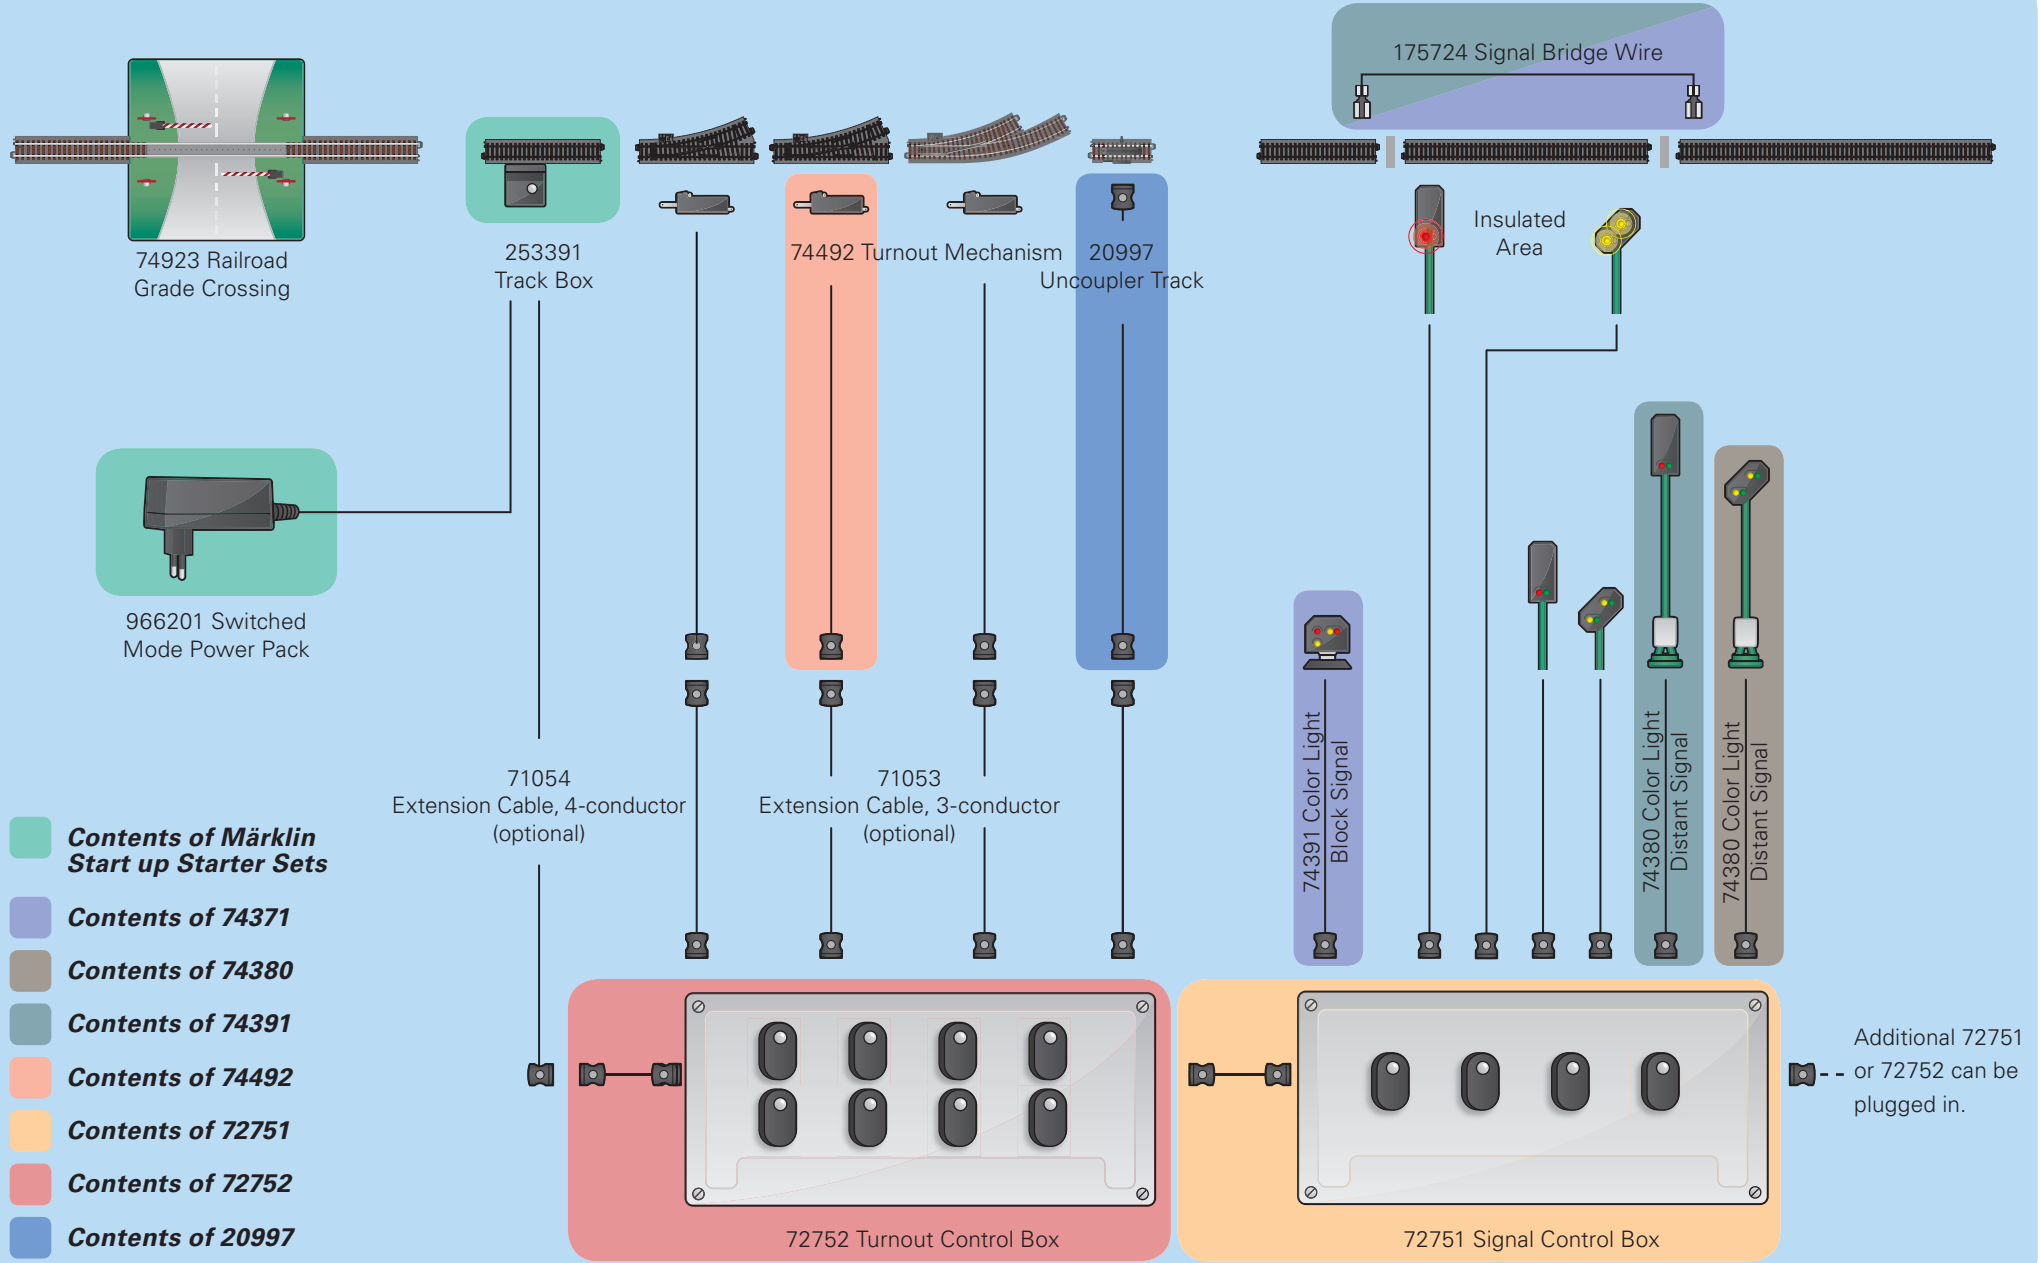 175724 Signal Bridge Wire
74923 Railroad
Grade Crossing
253391
Track Box
74492 Turnout Mechanism
20997
Uncoupler Track
Insulated
Area
966201 Switched
Mode Power Pack
71054
Extension Cable, 4-conductor
(optional)
71053
Extension Cable, 3-conductor
(optional)
74391 Color Light
Block Signal
74380 Color Light
Distant Signal
74380 Color Light
Distant Signal
Contents of Märklin
Start up Starter Sets
Contents of 74371
Contents of 74380
Contents of 74391
Contents of 74492
Contents of 72751
Contents of 72752
Contents of 20997
72752 Turnout Control Box
72751 Signal Control Box
Additional 72751
or 72752 can be
plugged in.